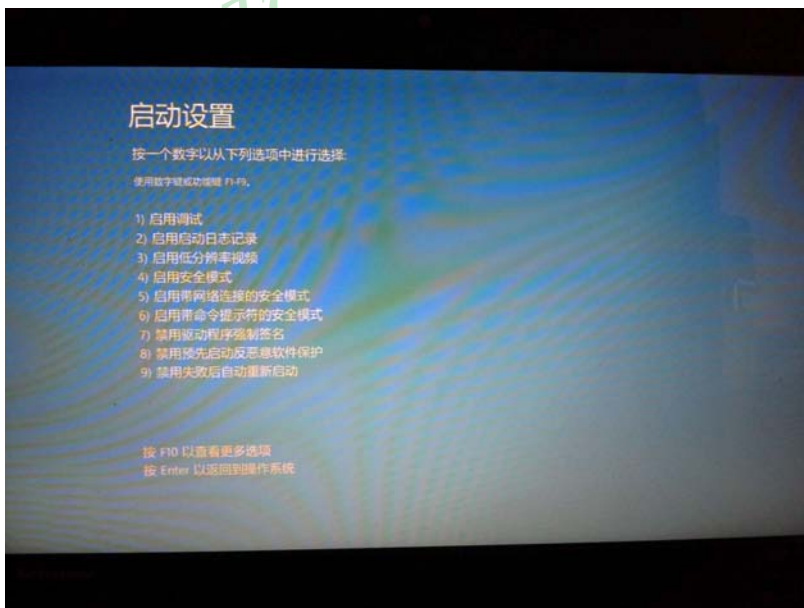 启动设置
按一个数字以从下列选项中进行选择:
使用数字键或功能键 F1-F9。
1) 启用调试
2) 启用启动日志记录
3) 启用低分辨率视频
4) 启用安全模式
5) 启用带网络连接的安全模式
6) 启用带命令提示符的安全模式
7) 禁用驱动程序强制签名
8) 禁用预先启动反恶意软件保护
9) 禁用失败后自动重新启动
按 F10 以查看更多选项
按 Enter 以返回到操作系统